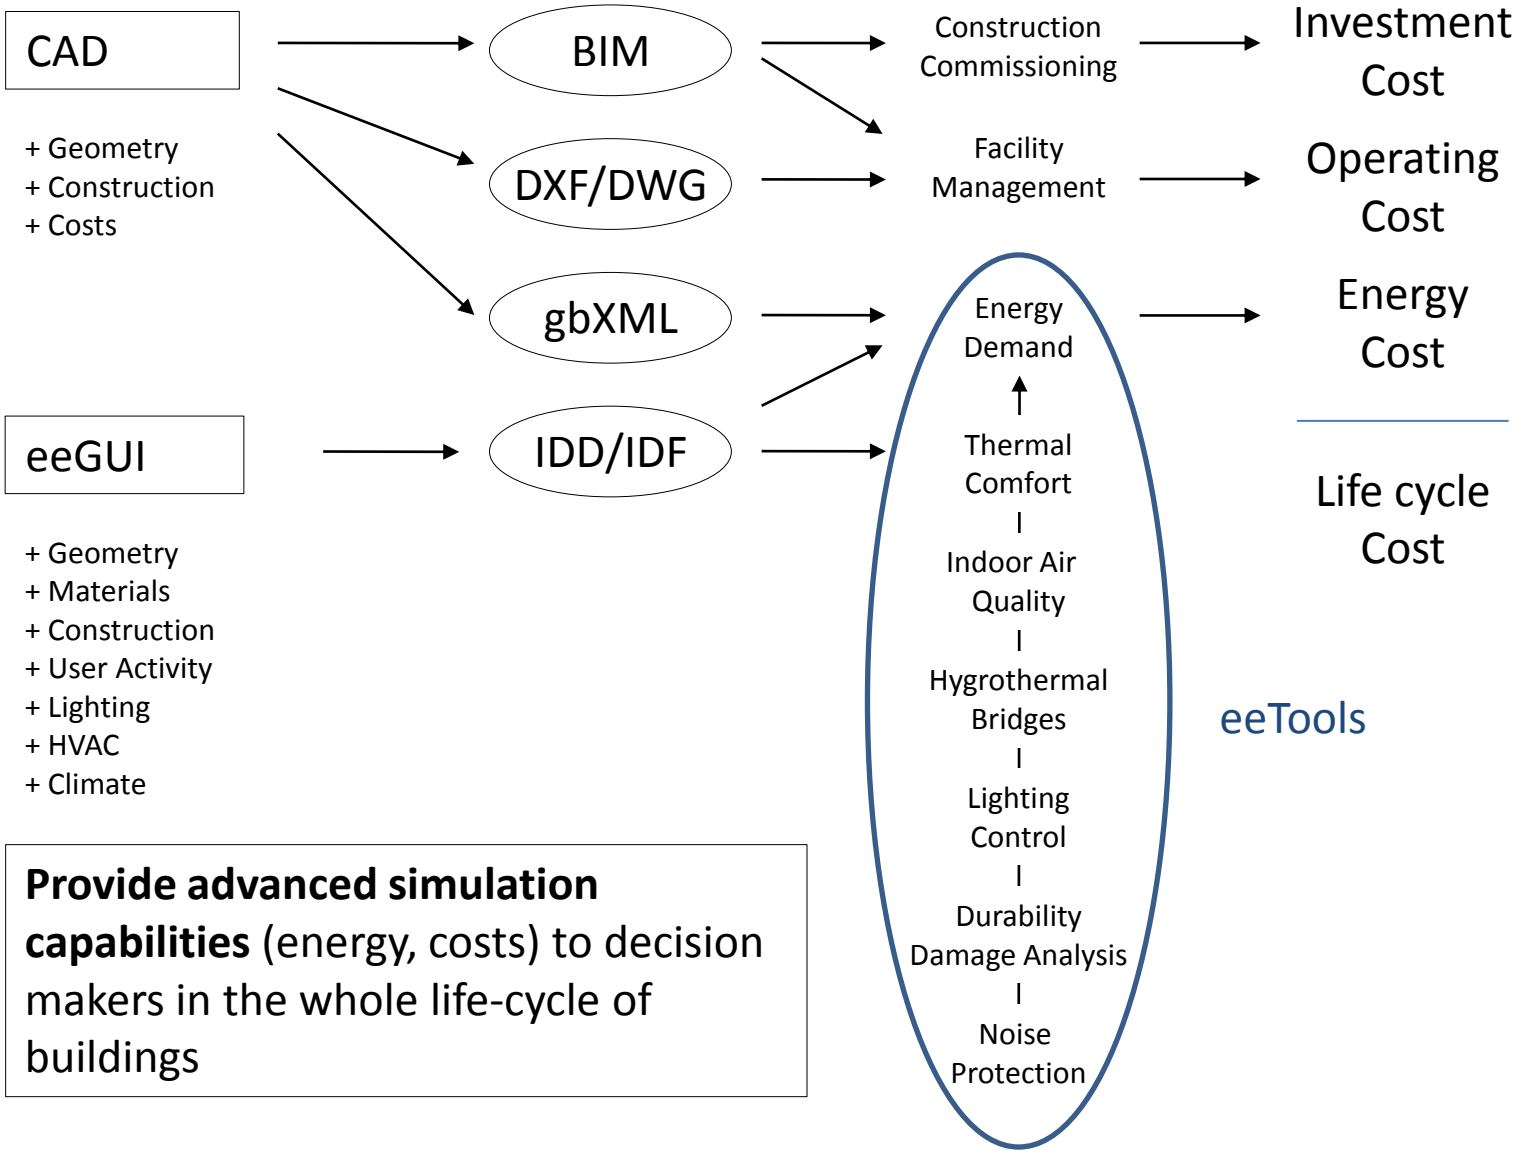 CAD
+ Geometry
+ Construction
+ Costs
BIM
DXF/DWG
gbXML
IDD/IDF
Construction
Commissioning
Facility
Management
Investment
Cost
Operating
Cost
Energy
Cost
Life cycle
Cost
eeGUI
+ Geometry
+ Materials
+ Construction
+ User Activity
+ Lighting
+ HVAC
+ Climate
Energy
Demand
Thermal
Comfort
Indoor Air
Quality
Hygrothermal
Bridges
Lighting
Control
Durability
Damage Analysis
Noise
Protection
eeTools
Provide advanced simulation
capabilities (energy, costs) to decision
makers in the whole life-cycle of
buildings